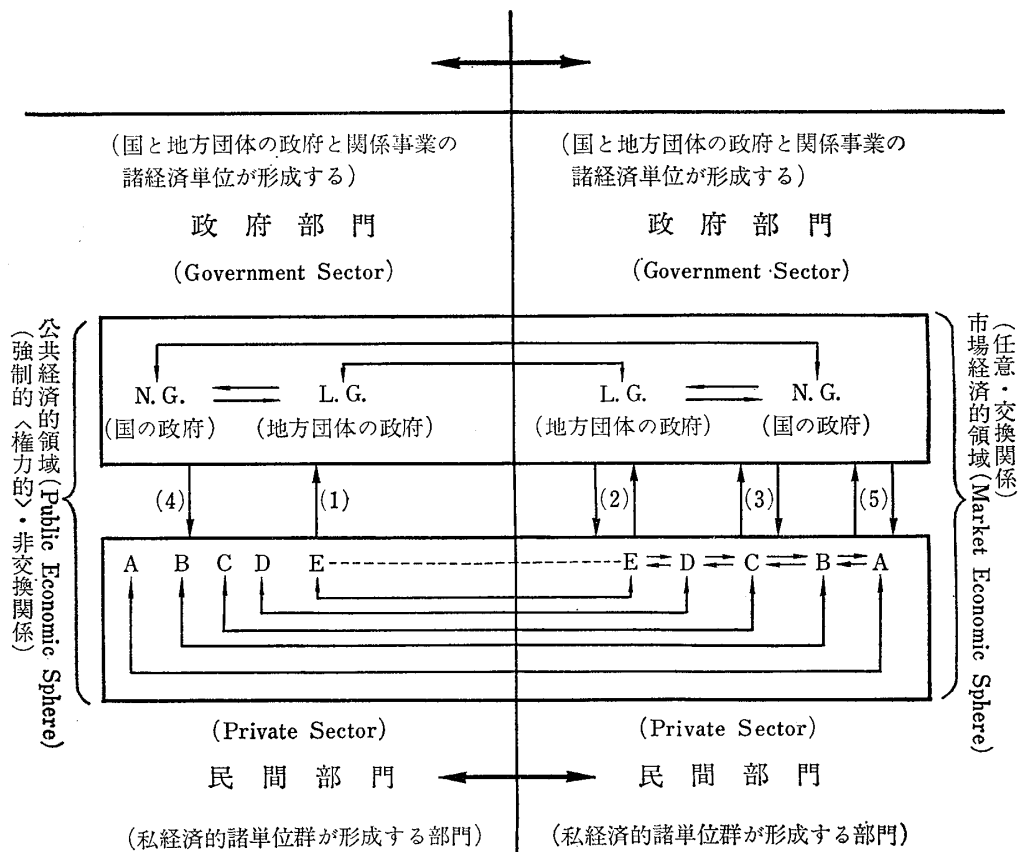 (国と地方団体の政府と関係事業の
諸経済単位が形成する)
政府部門
(Government Sector)
(国と地方団体の政府と関係事業の
諸経済単位が形成する)
政府部門
(Government Sector)
公共経済的領域(Public Economic Sphere)
(強制的〈権力的〉・非交換関係)
(任意・交換関係)
市場経済的領域(Market Economic Sphere)
N.G. L.G. L.G. N.G.
(国の政府) (地方団体の政府) (地方団体の政府) (国の政府)
(4) (1) (2) (3) (5)
A B C D E E D C B A
(Private Sector)
民間部門
(私経済的諸単位群が形成する部門)
(Private Sector)
民間部門
(私経済的諸単位群が形成する部門)